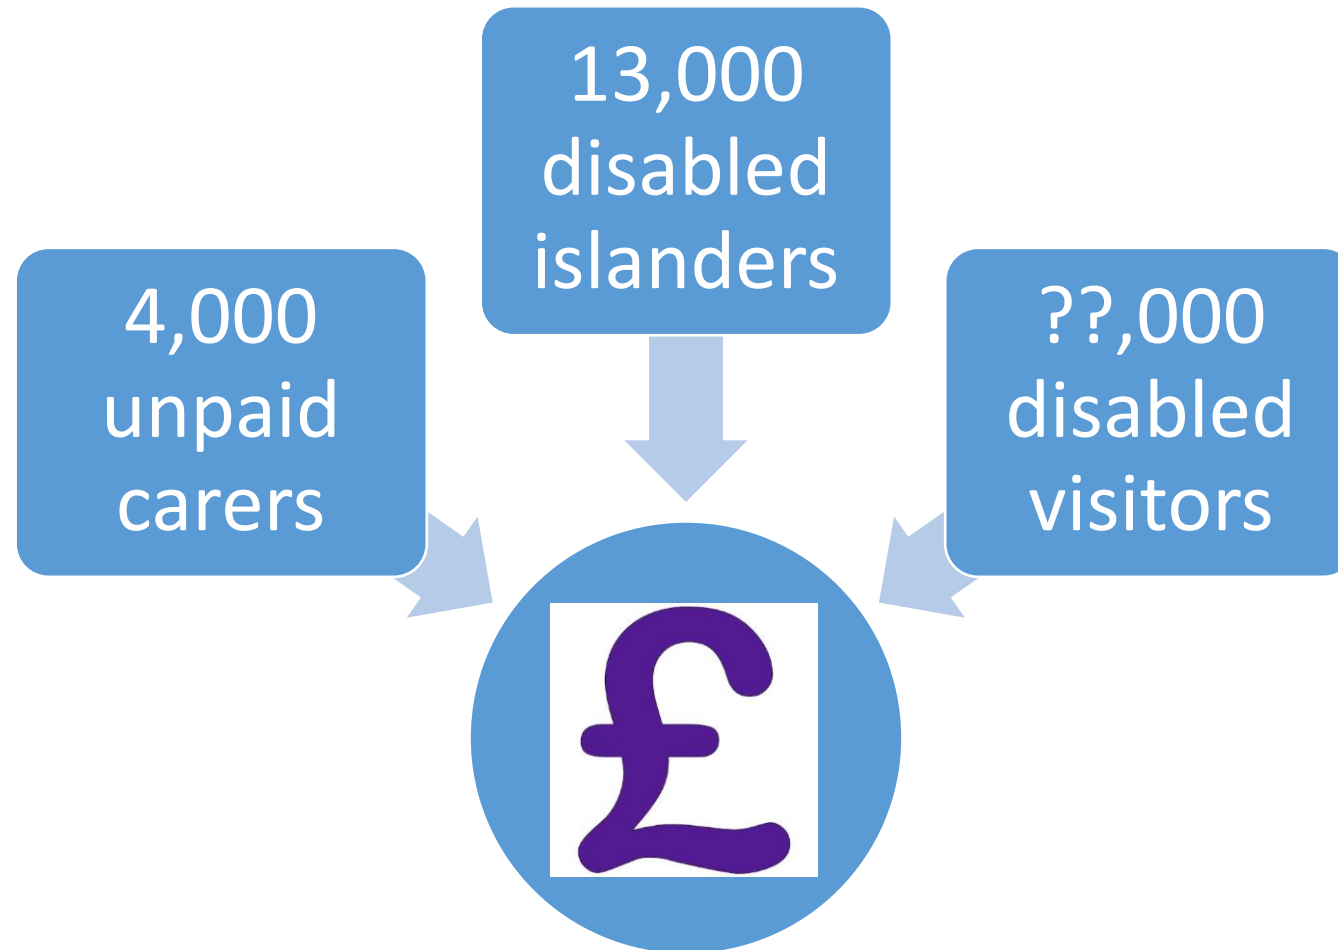 4,000
unpaid
carers
13,000
disabled
islanders
??,000
disabled
visitors
£